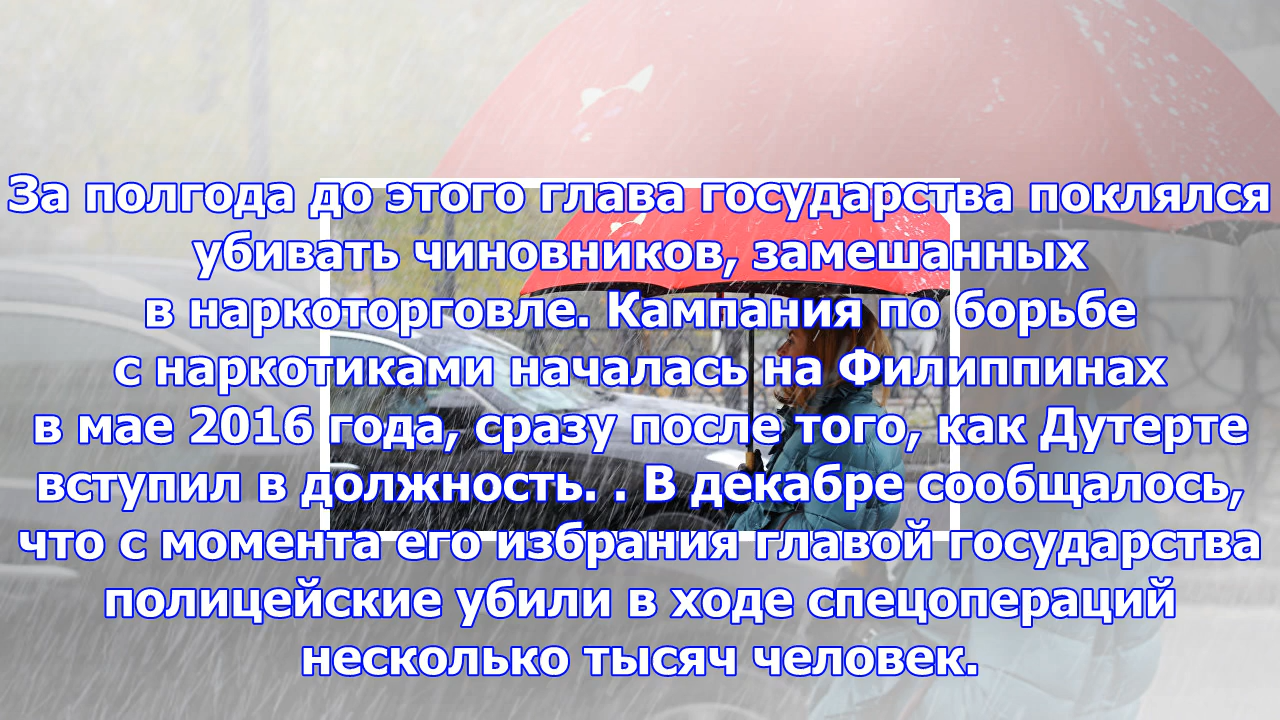 За полгода до этого глава государства поклялся
убивать чиновников, замешанных
в наркоторговле. Кампания по борьбе
с наркотиками началась на Филиппинах
в мае 2016 года, сразу после того, как Дутерте
вступил в должность. . В декабре сообщалось,
что с момента его избрания главой государства
полицейские убили в ходе спецопераций
несколько тысяч человек.